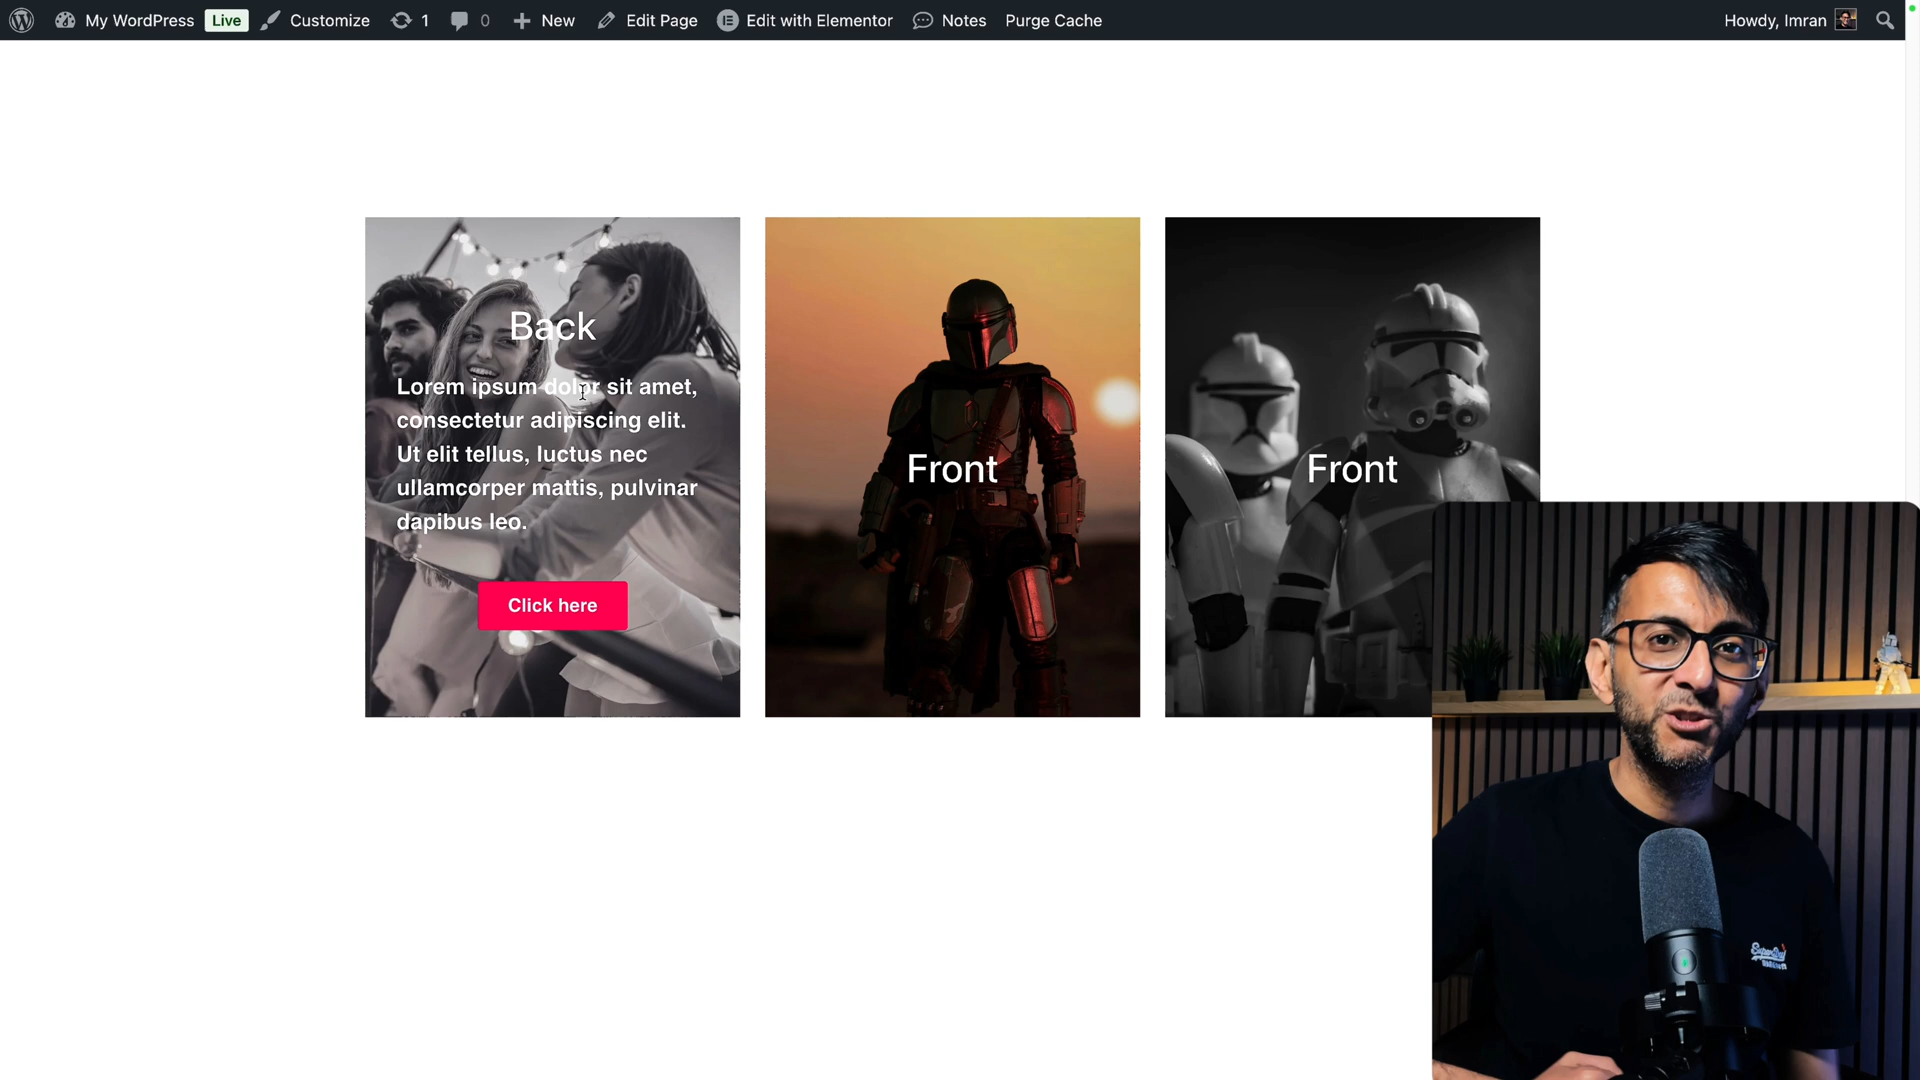 My WordPress Live Customize 1 0 New Edit Page Edit with Elementor Notes Purge Cache Howdy, Imran
Back
Lorem ipsum dolor sit amet,
consectetur adipiscing elit.
Ut elit tellus, luctus nec
ullamcorper mattis, pulvinar
dapibus leo.
Click here
Front
Front
Superdry